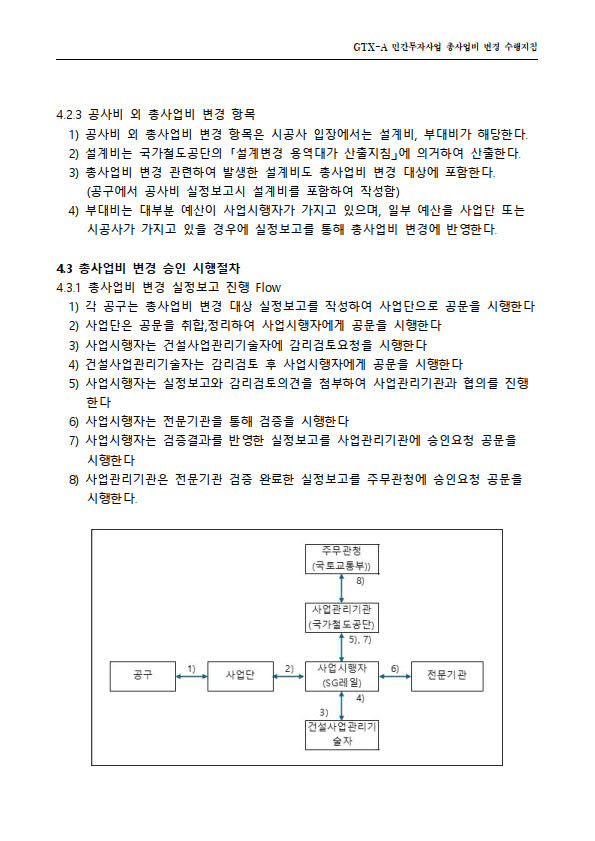 GTX-A 민간투자사업 총사업비 변경 수행지침
4.2.3 공사비 외 총사업비 변경 항목
1) 공사비 외 총사업비 변경 항목은 시공사 입장에서는 설계비, 부대비가 해당한다.
2) 설계비는 국가철도공단의 「설계변경 용역대가 산출지침」에 의거하여 산출한다.
3) 총사업비 변경 관련하여 발생한 설계비도 총사업비 변경 대상에 포함한다.
(공구에서 공사비 실정보고시 설계비를 포함하여 작성함)
4) 부대비는 대부분 예산이 사업시행자가 가지고 있으며, 일부 예산을 사업단 또는
시공사가 가지고 있을 경우에 실정보고를 통해 총사업비 변경에 반영한다.
4.3 총사업비 변경 승인 시행절차
4.3.1 총사업비 변경 실정보고 진행 Flow
1) 각 공구는 총사업비 변경 대상 실정보고를 작성하여 사업단으로 공문을 시행한다
2) 사업단은 공문을 취합,정리하여 사업시행자에게 공문을 시행한다
3) 사업시행자는 건설사업관리기술자에 감리검토요청을 시행한다
4) 건설사업관리기술자는 감리검토 후 사업시행자에게 공문을 시행한다
5) 사업시행자는 실정보고와 감리검토의견을 첨부하여 사업관리기관과 협의를 진행
한다
6) 사업시행자는 전문기관을 통해 검증을 시행한다
7) 사업시행자는 검증결과를 반영한 실정보고를 사업관리기관에 승인요청 공문을
시행한다
8) 사업관리기관은 전문기관 검증 완료한 실정보고를 주무관청에 승인요청 공문을
시행한다.
주무관청
(국토교통부))
8)
사업관리기관
(국가철도공단)
5), 7)
공구
1)
사업단
2)
사업시행자
(SG레일)
6)
전문기관
4)
3)
건설사업관리기
술자